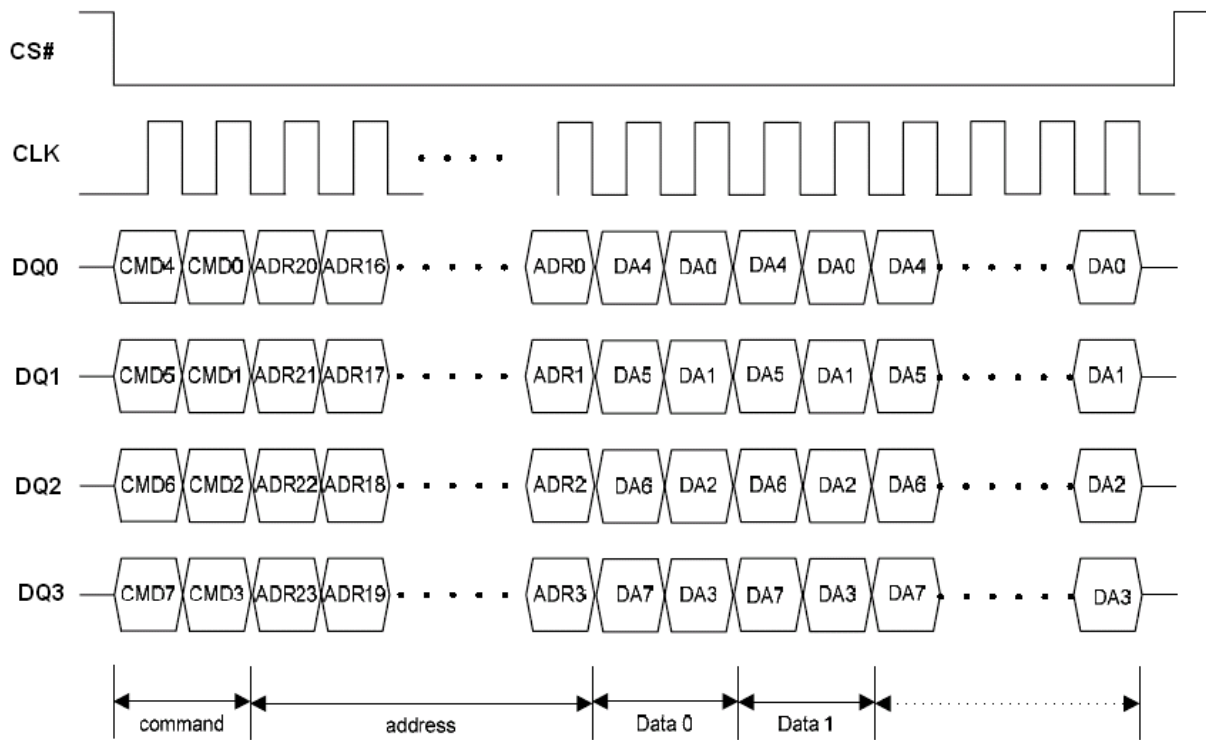 CS#
CLK
DQ0 CMD4 CMD0 ADR20 ADR16 ADR0 DA4 DA0 DA4 DA0 DA4 DA0
DQ1 CMD5 CMD1 ADR21 ADR17 ADR1 DA5 DA1 DA5 DA1 DA5 DA1
DQ2 CMD6 CMD2 ADR22 ADR18 ADR2 DA6 DA2 DA6 DA2 DA6 DA2
DQ3 CMD7 CMD3 ADR23 ADR19 ADR3 DA7 DA3 DA7 DA3 DA7 DA3
command address Data 0 Data 1